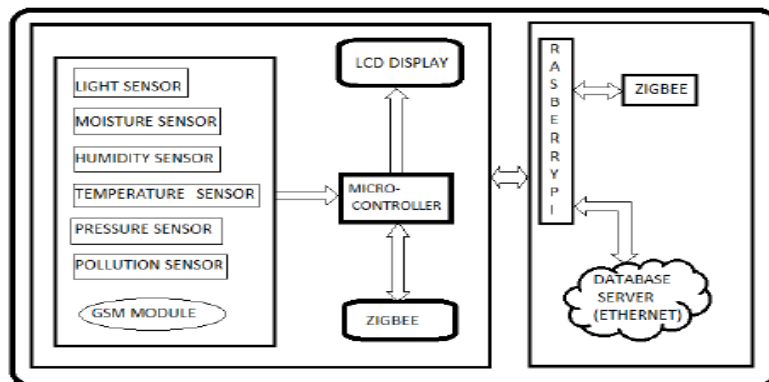 LIGHT SENSOR
MOISTURE SENSOR
HUMIDITY SENSOR
TEMPERATURE SENSOR
PRESSURE SENSOR
POLLUTION SENSOR
GSM MODULE
LCD DISPLAY
MICRO-
CONTROLLER
ZIGBEE
RASBERRYPI
ZIGBEE
DATABASE
SERVER
(ETHERNET)